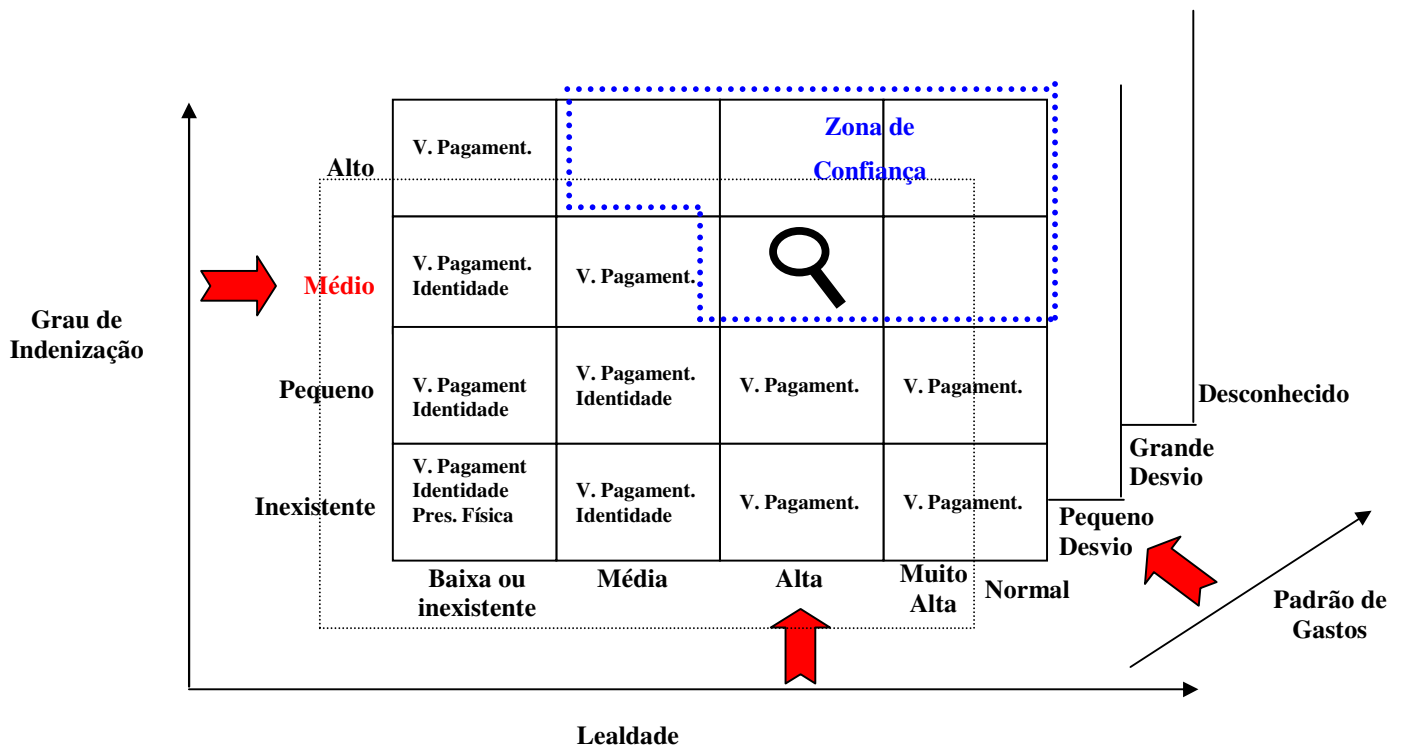 Zona de
Confiança
V. Pagament.
Alto
V. Pagament.
Identidade
V. Pagament.
Médio
Grau de
Indenização
V. Pagament
Identidade
V. Pagament.
Identidade
V. Pagament.
V. Pagament.
Pequeno
Desconhecido
Grande
Desvio
V. Pagament
Identidade
Pres. Física
V. Pagament.
Identidade
V. Pagament.
V. Pagament.
Inexistente
Pequeno
Desvio
Baixa ou
inexistente
Média
Alta
Muito
Alta
Normal
Padrão de
Gastos
Lealdade